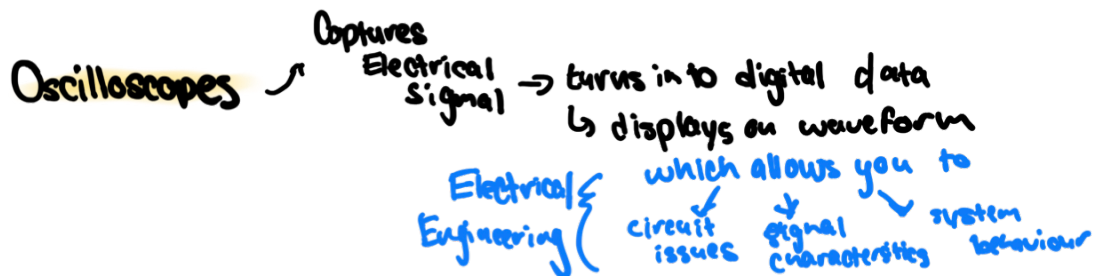 Oscilloscopes
Captures
Electrical
Signal
turns in to digital data
displays on waveform
which allows you to
Electrical
Engineering
circuit
issues
signal
characterstics
system
behaviour